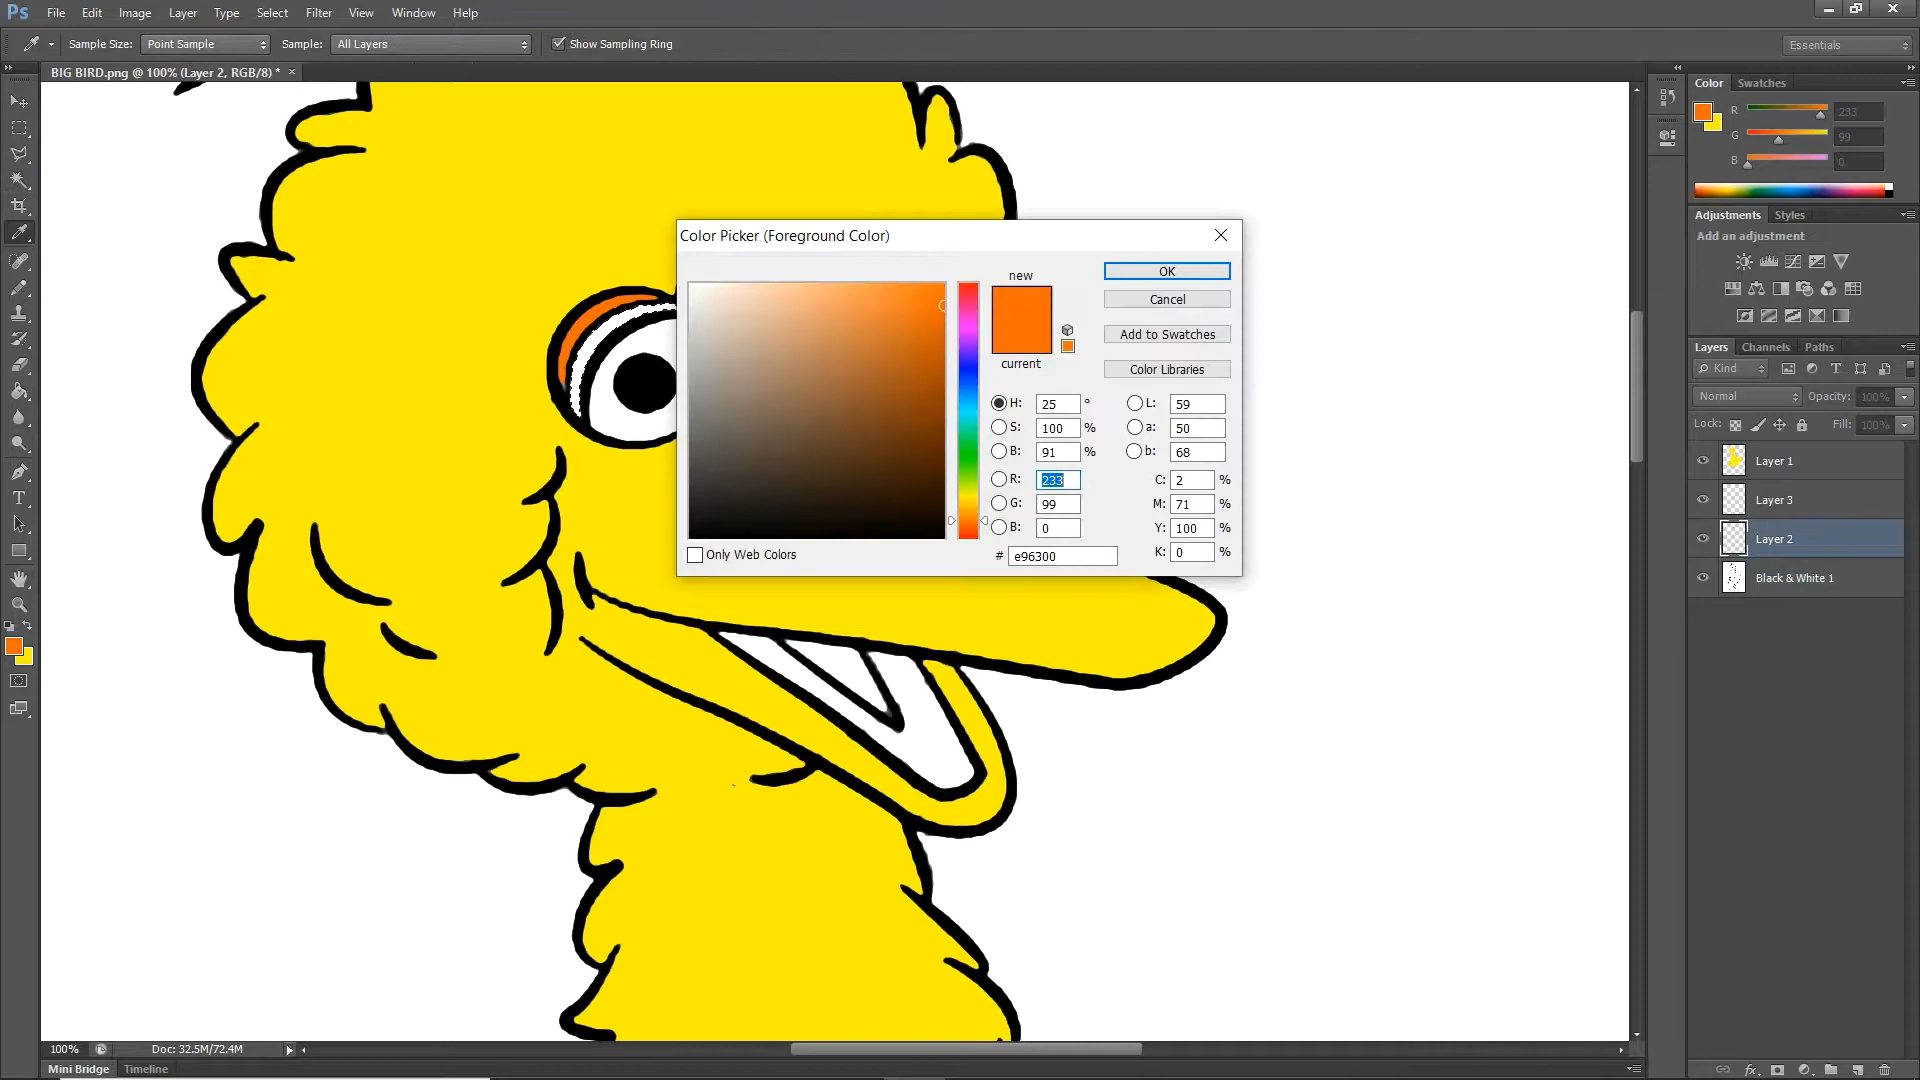 Ps File Edit Image Layer Type Select Filter View Window Help
Sample Size: Point Sample Sample: All Layers Show Sampling Ring Essentials
BIG BIRD.png @ 100% (Layer 2, RGB/8) * ×
Color Swatches
R 233
G 99
B 0
Adjustments Styles
Add an adjustment
Layers Channels Paths
Kind
Normal Opacity: 100%
Lock: Fill: 100%
Layer 1
Layer 3
Layer 2
Black & White 1
Color Picker (Foreground Color)
new
current
OK
Cancel
Add to Swatches
Color Libraries
H: 25 ° L: 59
S: 100 % a: 50
B: 91 % b: 68
R: 233 C: 2 %
G: 99 M: 71 %
B: 0 Y: 100 %
# e96300 K: 0 %
Only Web Colors
T
100% Doc: 32.5M/72.4M
Mini Bridge Timeline
fx